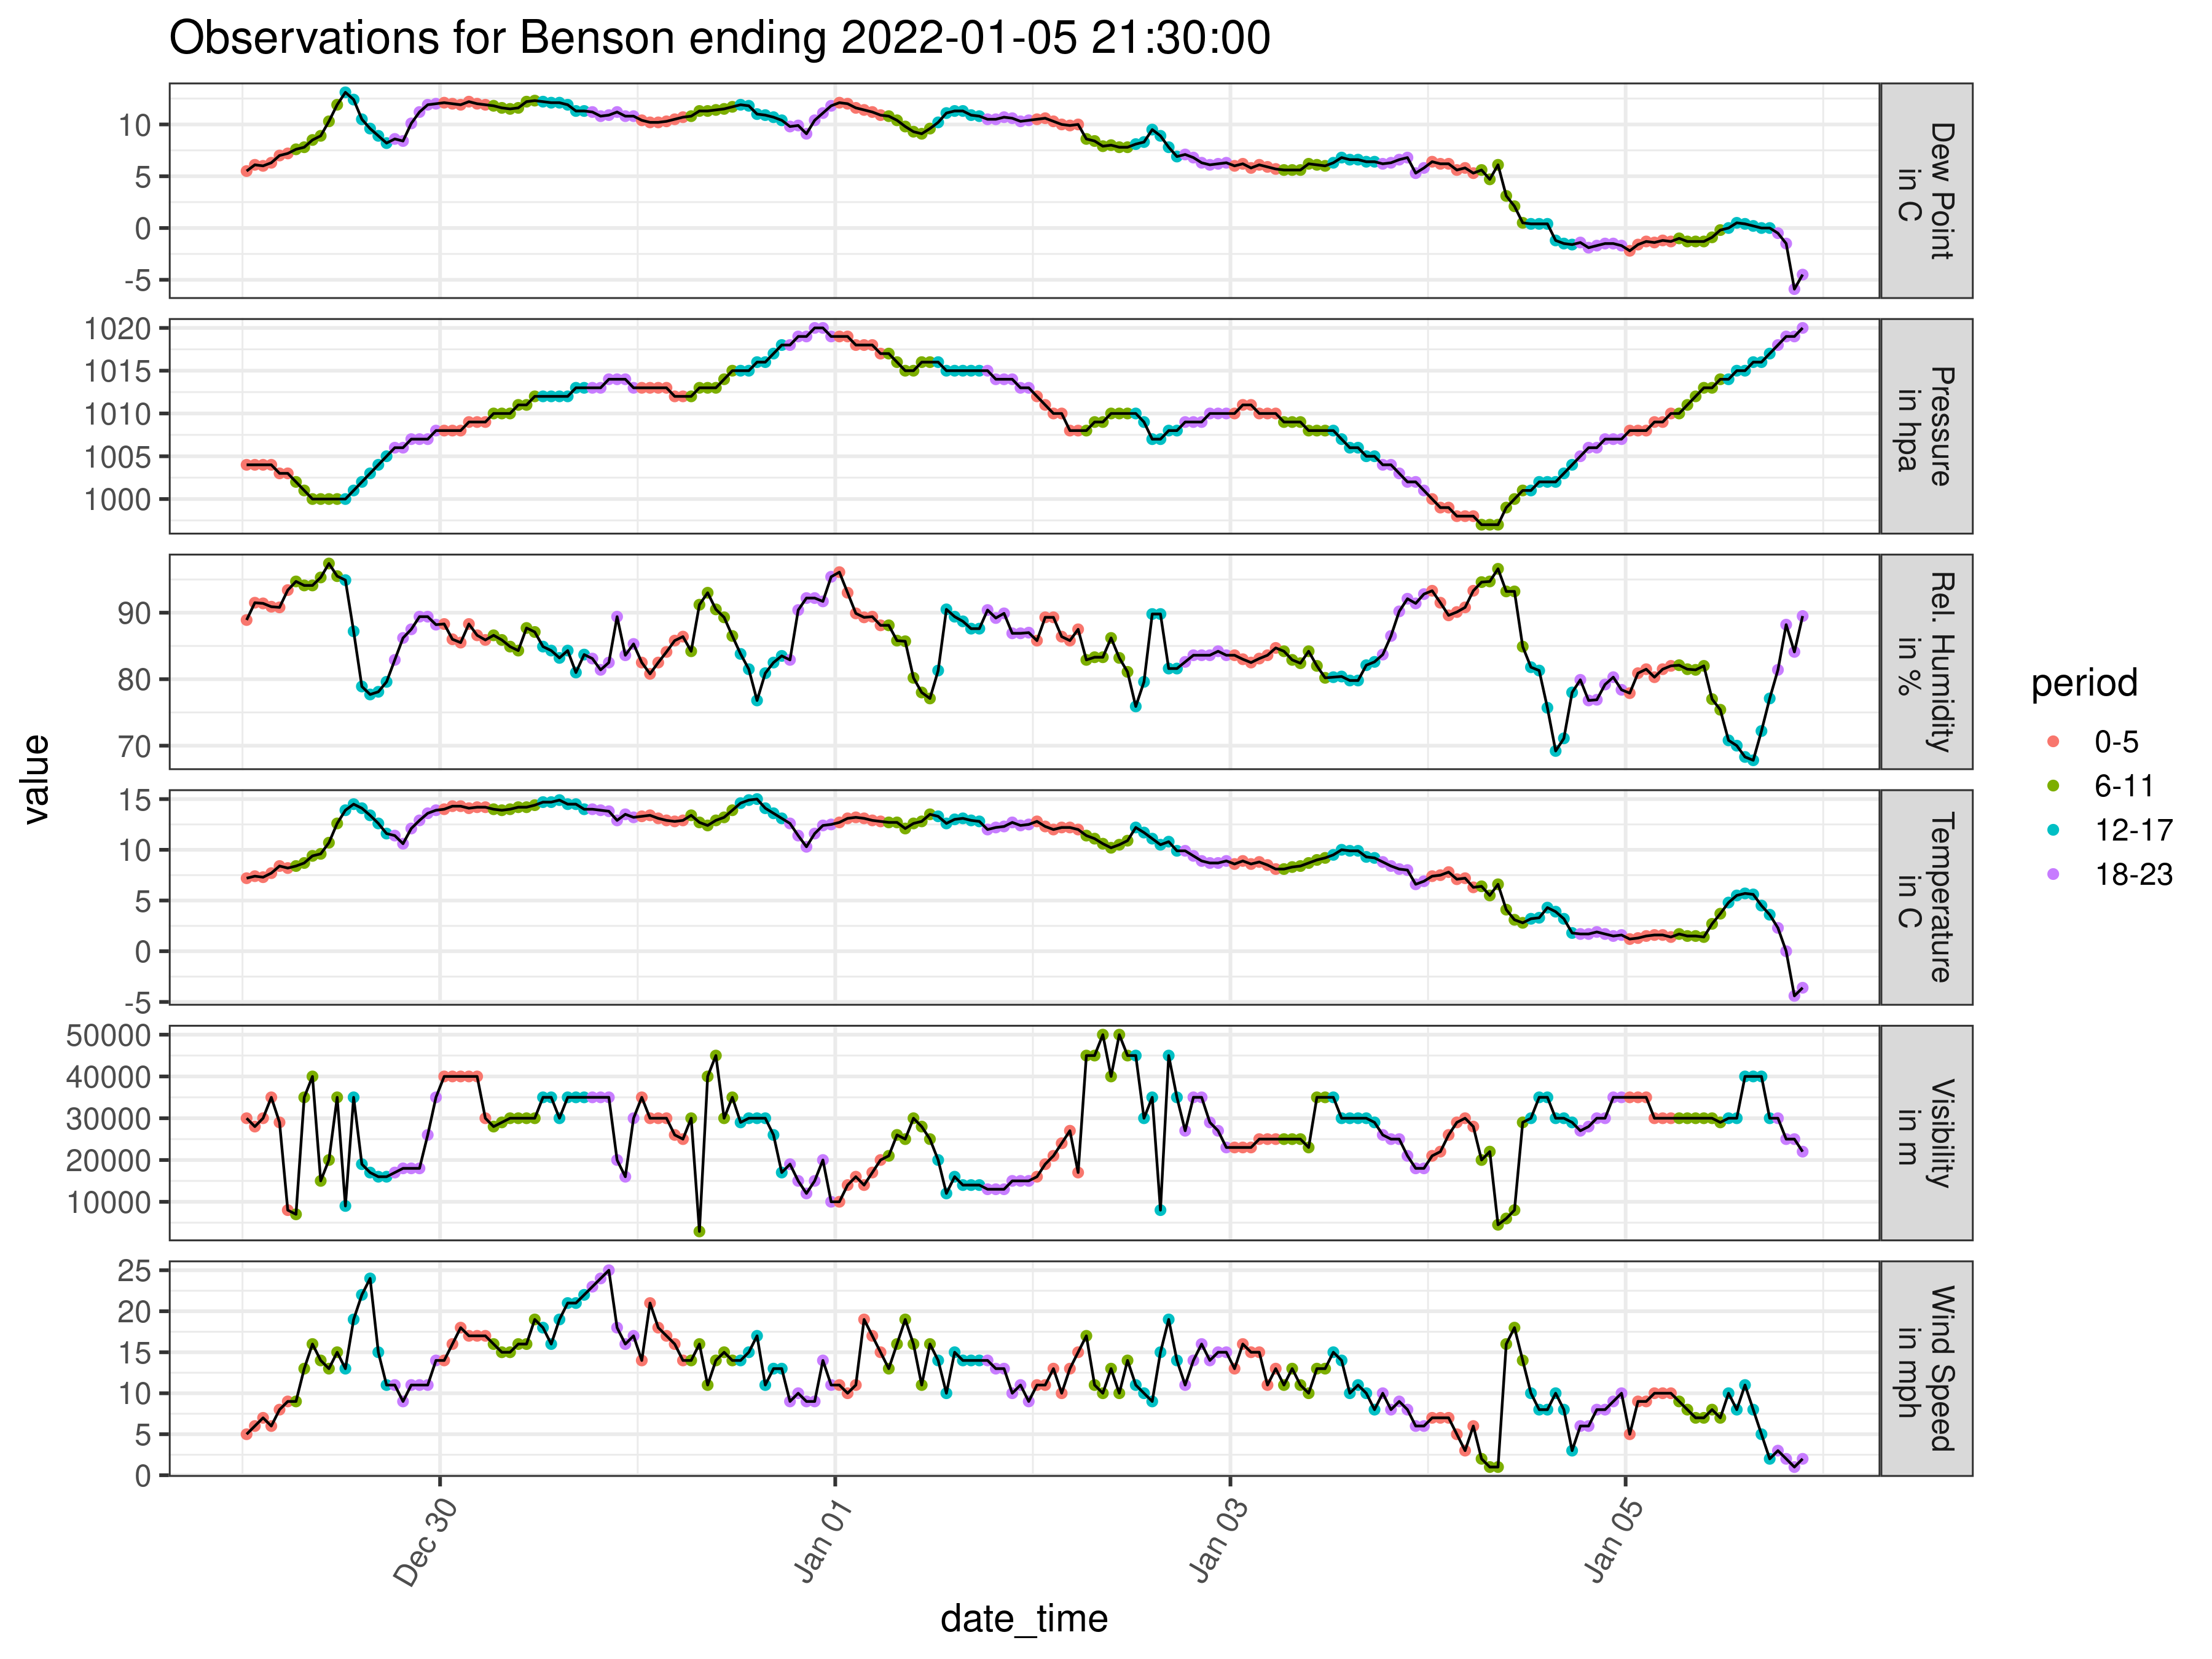 Observations for Benson ending 2022-01-05 21:30:00
value
10
5
0
-5
Dew Point
in C
1020
1015
1010
1005
1000
Pressure
in hpa
90
80
70
Rel. Humidity
in %
15
10
5
0
-5
Temperature
in C
50000
40000
30000
20000
10000
Visibility
in m
25
20
15
10
5
0
Wind Speed
in mph
Dec 30
Jan 01
Jan 03
Jan 05
date_time
period
0-5
6-11
12-17
18-23